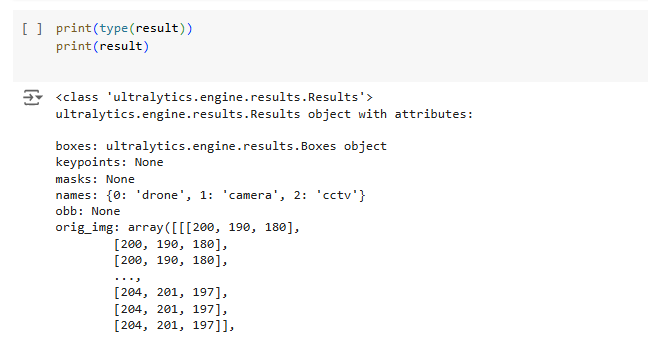 [ ] print(type(result))
print(result)
<class 'ultralytics.engine.results.Results'>
ultralytics.engine.results.Results object with attributes:
boxes: ultralytics.engine.results.Boxes object
keypoints: None
masks: None
names: {0: 'drone', 1: 'camera', 2: 'cctv'}
obb: None
orig_img: array([[[200, 190, 180],
[200, 190, 180],
[200, 190, 180],
...,
[204, 201, 197],
[204, 201, 197],
[204, 201, 197]],